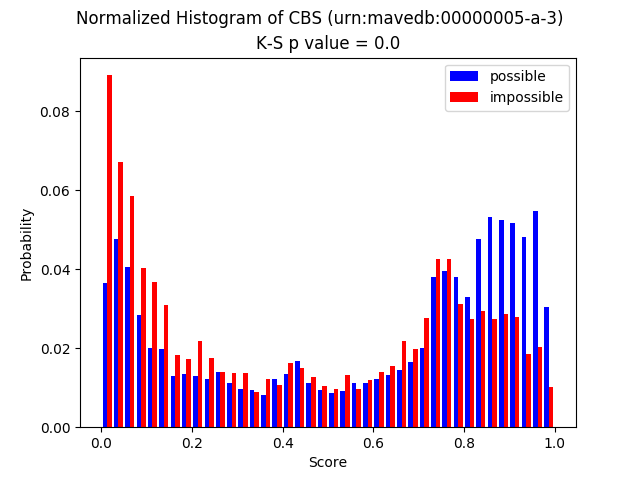 Normalized Histogram of CBS (urn:mavedb:00000005-a-3)
K-S p value = 0.0
possible
impossible
Probability
0.08
0.06
0.04
0.02
0.00
0.0 0.2 0.4 0.6 0.8 1.0
Score